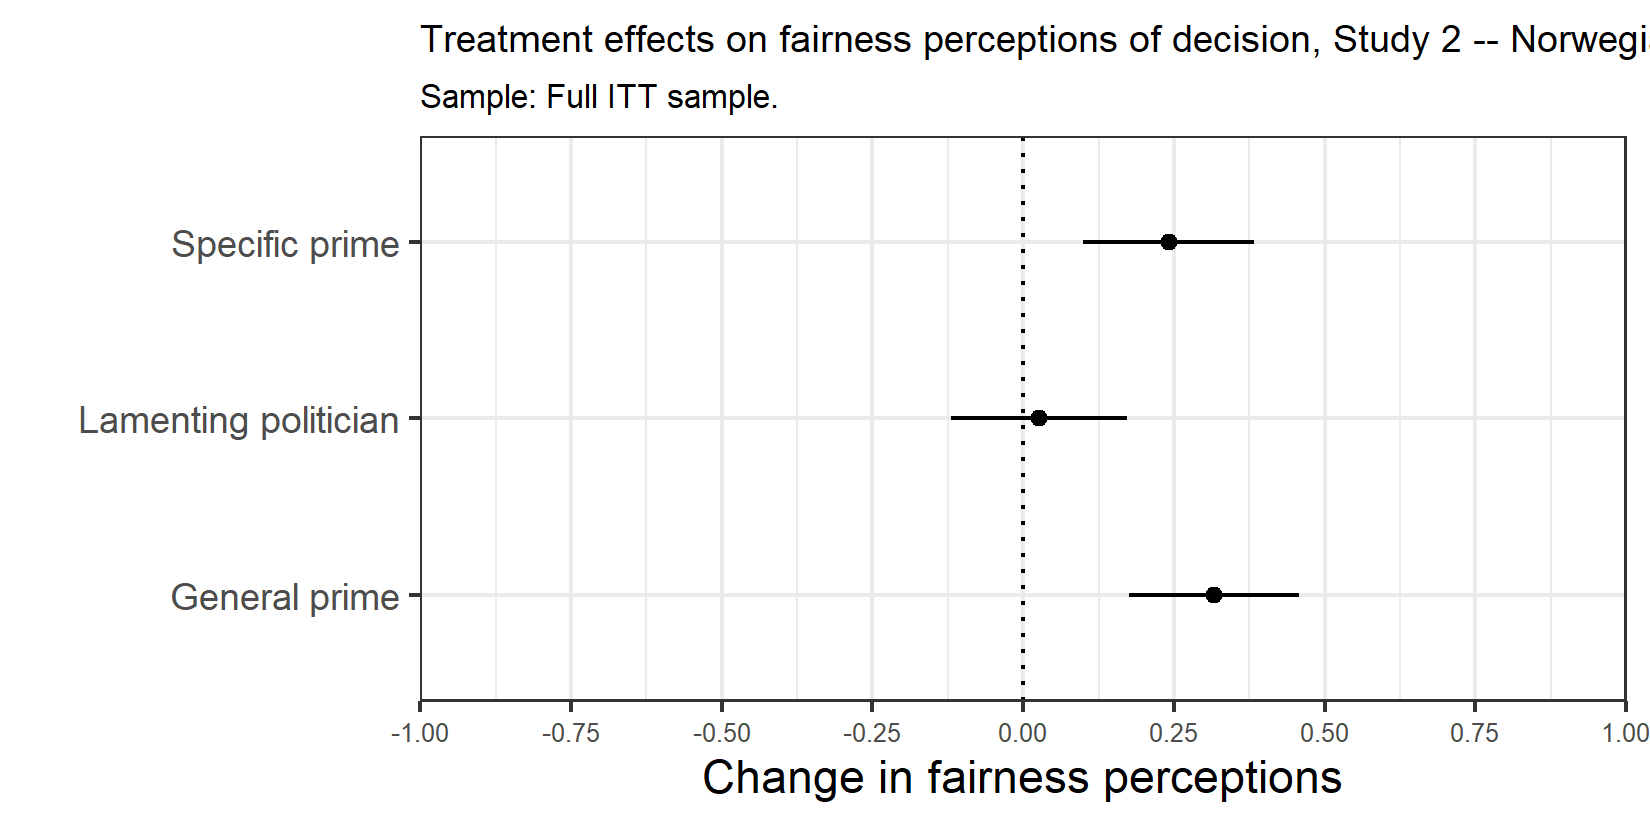 Treatment effects on fairness perceptions of decision, Study 2 -- Norwegi
Sample: Full ITT sample.
Specific prime
Lamenting politician
General prime
-1.00 -0.75 -0.50 -0.25 0.00 0.25 0.50 0.75 1.00
Change in fairness perceptions